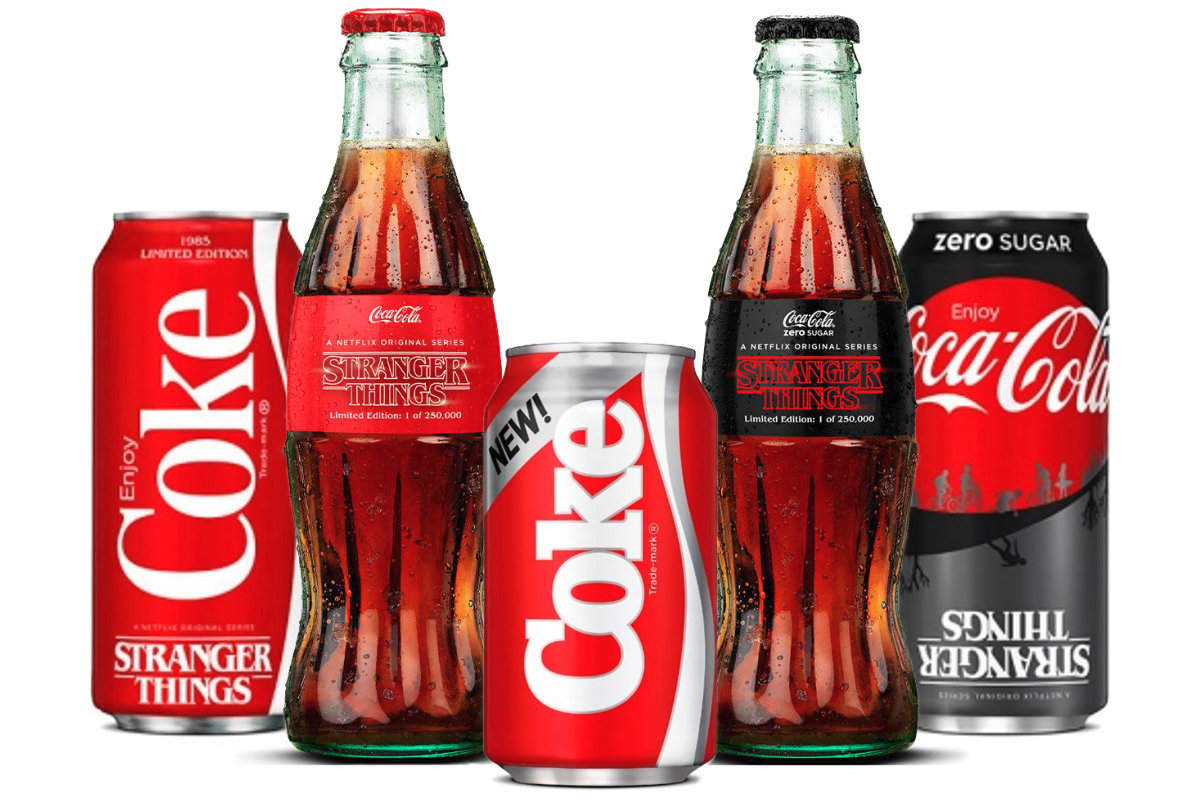 1985
LIMITED EDITION
Enjoy
Coke
Trade-mark ®
A NETFLIX ORIGINAL SERIES
STRANGER
THINGS
Coca-Cola
A NETFLIX ORIGINAL SERIES
STRANGER
THINGS
Limited Edition: 1 of 250,000
NEW!
Coke
Trade-mark ®
Coca-Cola
zero SUGAR
A NETFLIX ORIGINAL SERIES
STRANGER
THINGS
Limited Edition: 1 of 250,000
zero SUGAR
Enjoy
Coca-Cola
STRANGER
THINGS
A NETFLIX ORIGINAL SERIES